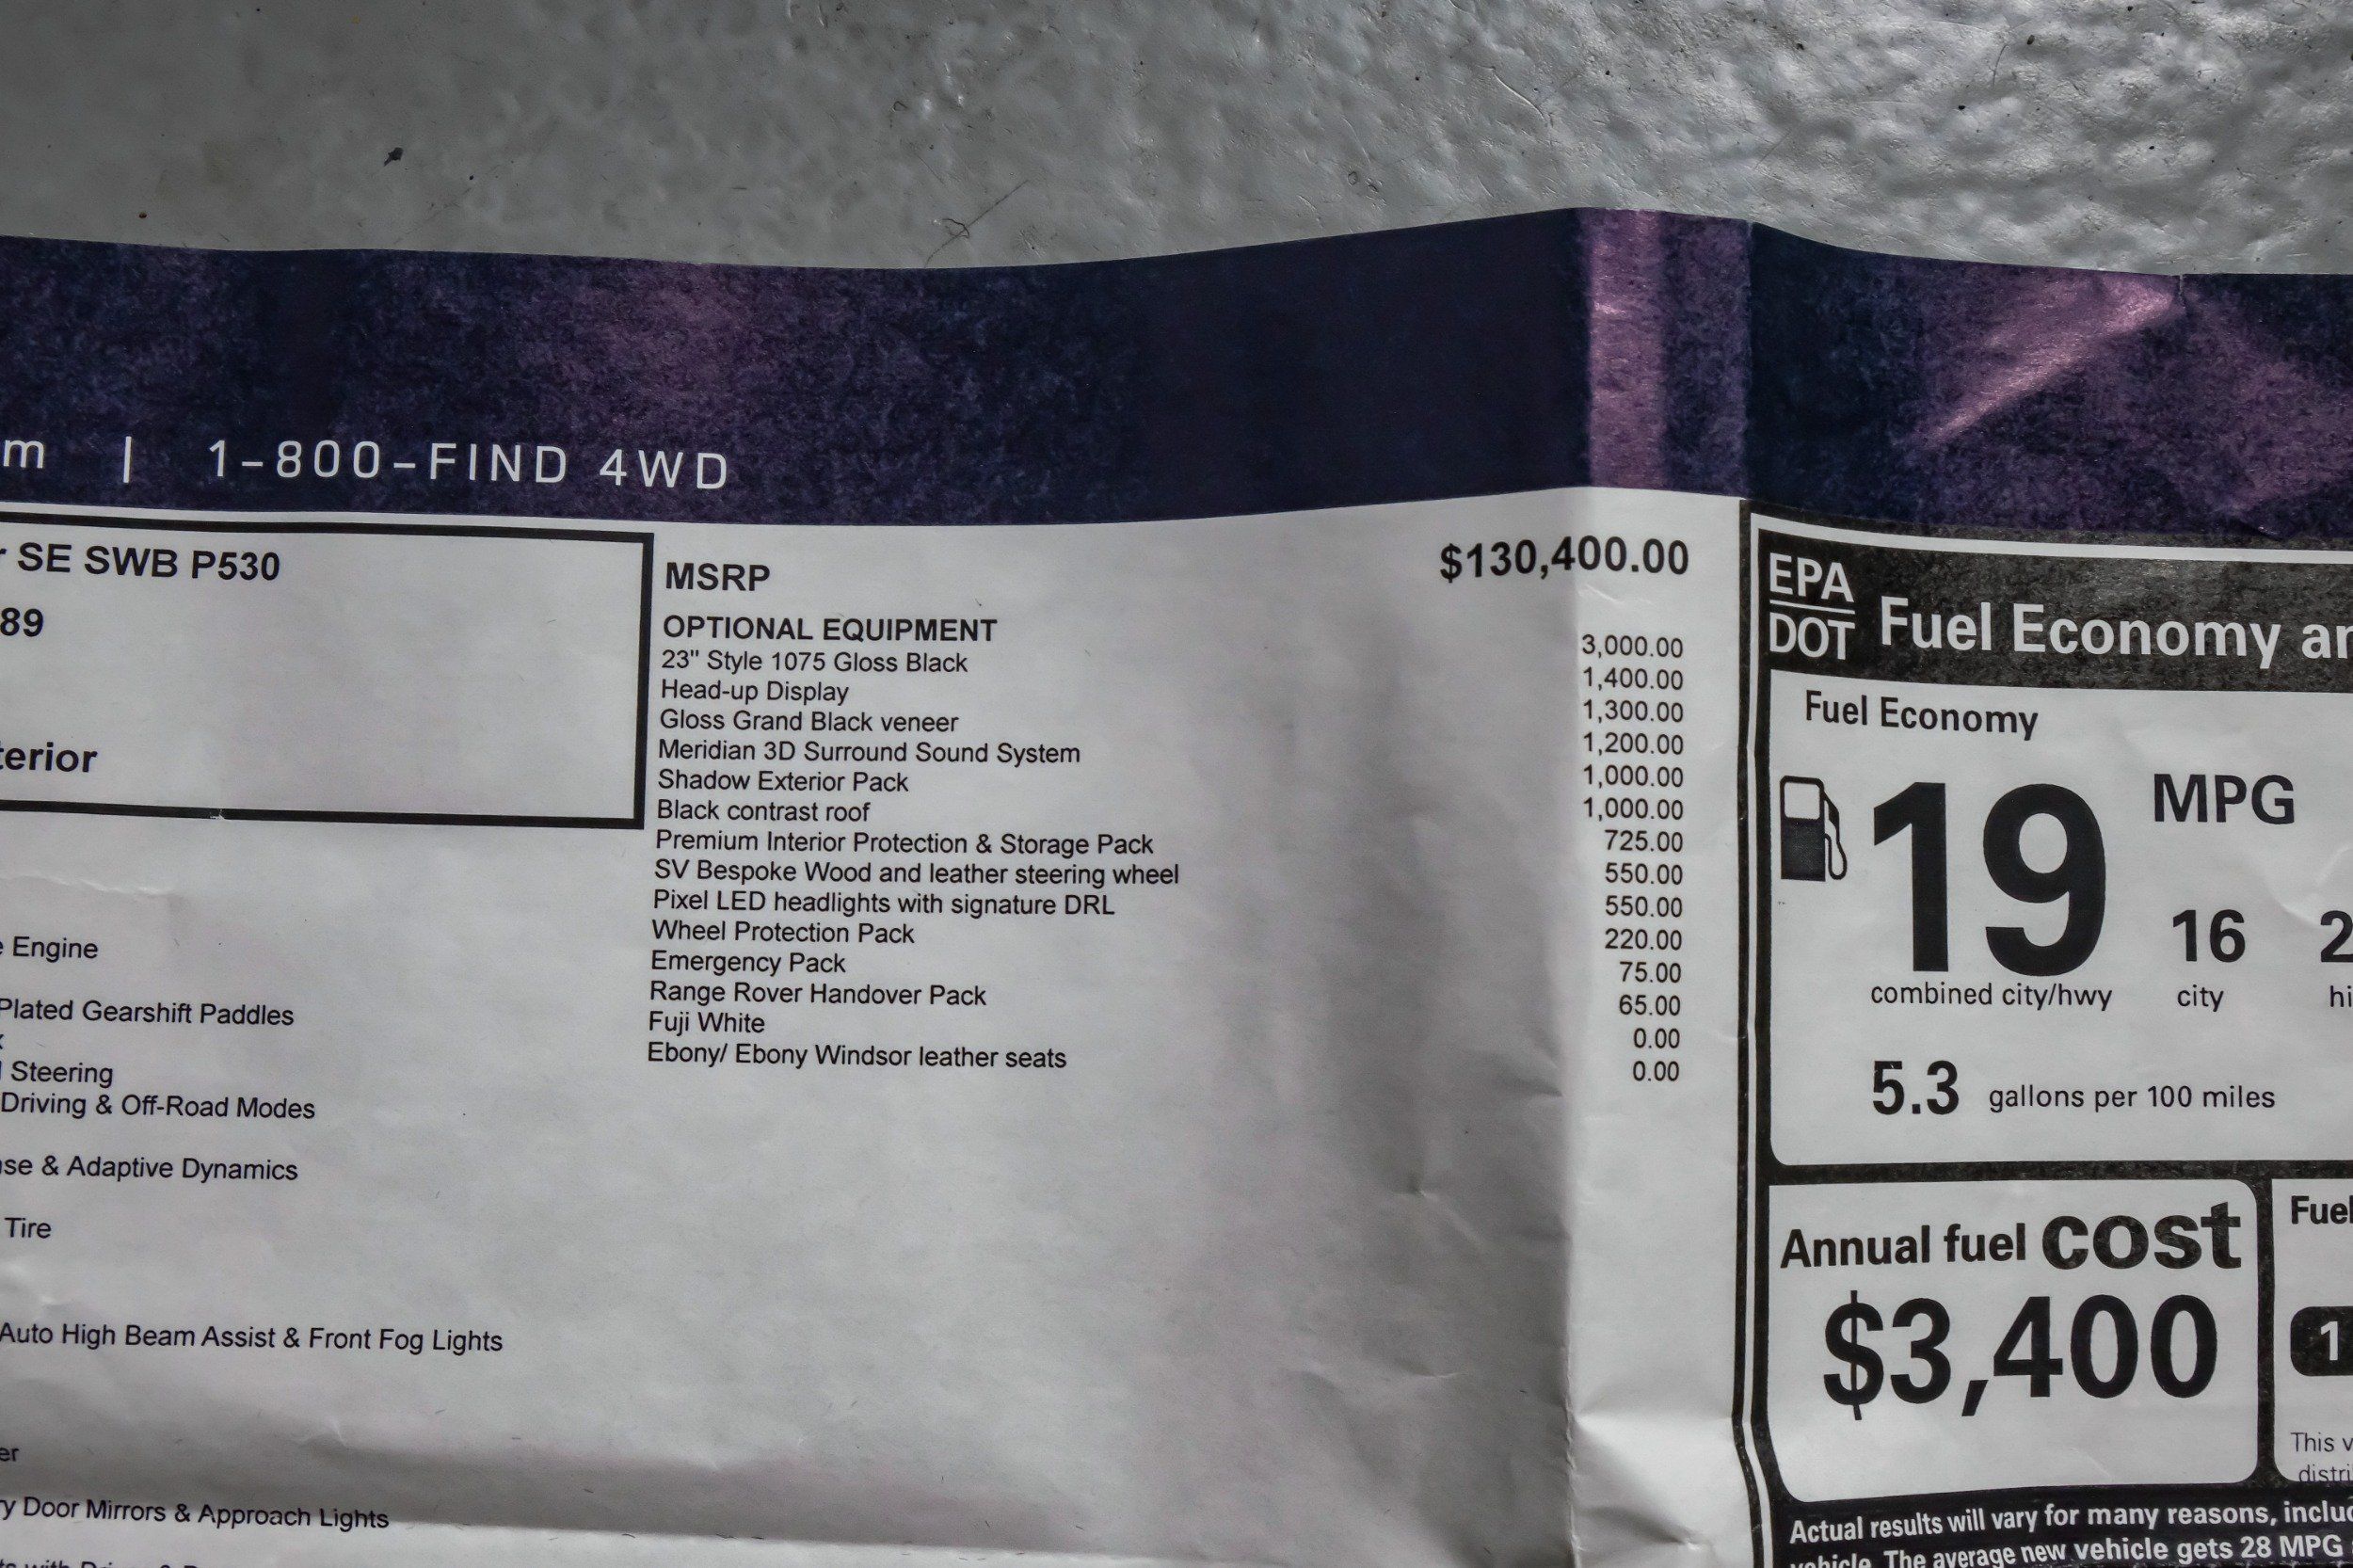 m | 1-800-FIND 4WD
r SE SWB P530
89
terior
e Engine
Plated Gearshift Paddles
Steering
Driving & Off-Road Modes
se & Adaptive Dynamics
Tire
Auto High Beam Assist & Front Fog Lights
er
y Door Mirrors & Approach Lights
MSRP $130,400.00
OPTIONAL EQUIPMENT
23" Style 1075 Gloss Black 3,000.00
Head-up Display 1,400.00
Gloss Grand Black veneer 1,300.00
Meridian 3D Surround Sound System 1,200.00
Shadow Exterior Pack 1,000.00
Black contrast roof 1,000.00
Premium Interior Protection & Storage Pack 725.00
SV Bespoke Wood and leather steering wheel 550.00
Pixel LED headlights with signature DRL 550.00
Wheel Protection Pack 220.00
Emergency Pack 75.00
Range Rover Handover Pack 65.00
Fuji White 0.00
Ebony/ Ebony Windsor leather seats 0.00
EPA
DOT Fuel Economy an
Fuel Economy
19 MPG
16 2
combined city/hwy city hi
5.3 gallons per 100 miles
Annual fuel cost
$3,400
Fuel
1
This v
distri
Actual results will vary for many reasons, includ
vehicle. The average new vehicle gets 28 MPG